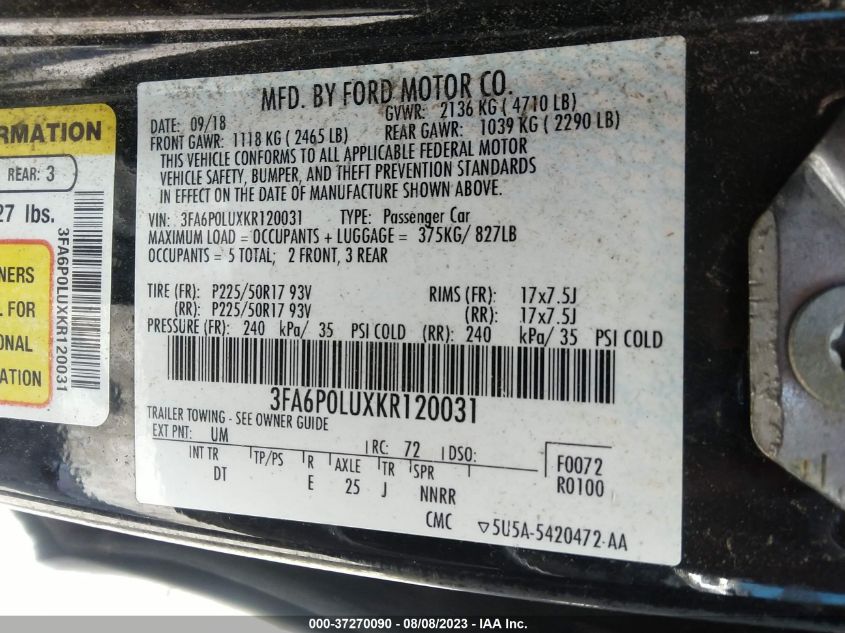 MFD. BY FORD MOTOR CO.
DATE: 09/18 GVWR: 2136 KG ( 4710 LB)
FRONT GAWR: 1118 KG ( 2465 LB) REAR GAWR: 1039 KG ( 2290 LB)
THIS VEHICLE CONFORMS TO ALL APPLICABLE FEDERAL MOTOR
VEHICLE SAFETY, BUMPER, AND THEFT PREVENTION STANDARDS
IN EFFECT ON THE DATE OF MANUFACTURE SHOWN ABOVE.
VIN: 3FA6P0LUXKR120031 TYPE: Passenger Car
MAXIMUM LOAD = OCCUPANTS + LUGGAGE = 375KG/ 827LB
OCCUPANTS = 5 TOTAL; 2 FRONT, 3 REAR
TIRE (FR): P225/50R17 93V RIMS (FR): 17x7.5J
(RR): P225/50R17 93V (RR): 17x7.5J
PRESSURE (FR): 240 kPa/ 35 PSI COLD (RR): 240 kPa/ 35 PSI COLD
3FA6P0LUXKR120031
TRAILER TOWING - SEE OWNER GUIDE
EXT PNT: UM RC: 72 DSO:
INT TR TP/PS R AXLE TR SPR F0072
DT E 25 J NNRR R0100
CMC ▽5U5A-5420472-AA
RMATION
REAR: 3
27 lbs.
3FA6P0LUXKR120031
NERS
L FOR
ONAL
ATION
000-37270090 - 08/08/2023 - IAA Inc.